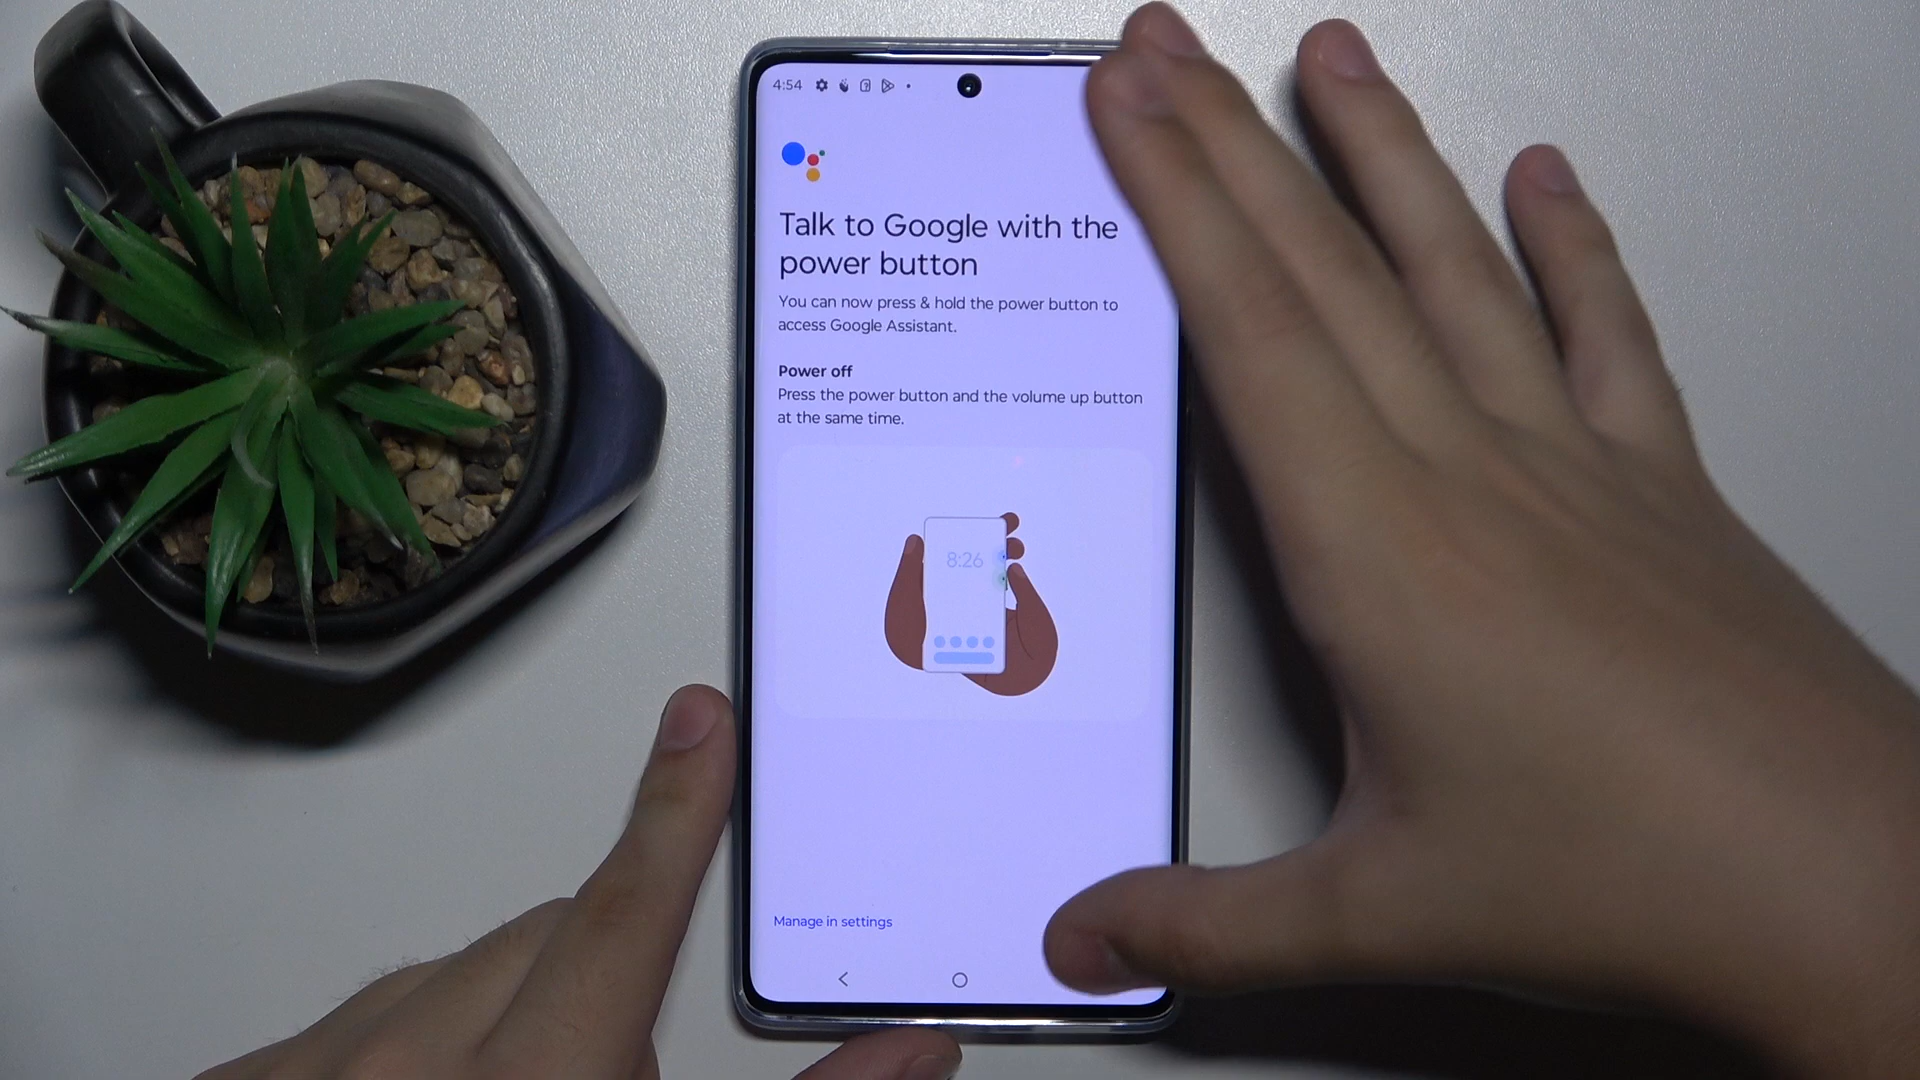 4:54
Talk to Google with the
power button
You can now press & hold the power button to
access Google Assistant.
Power off
Press the power button and the volume up button
at the same time.
8:26
Manage in settings